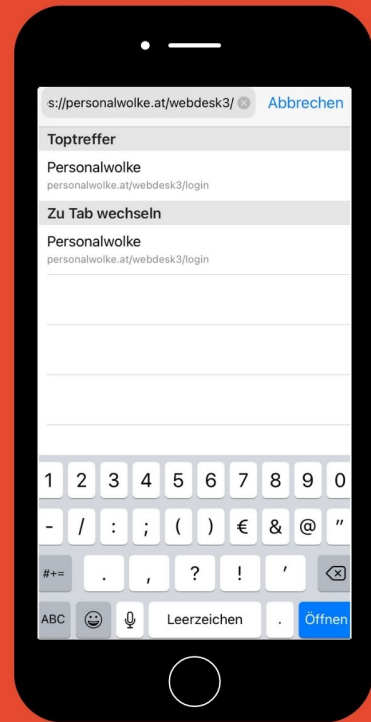 s://personalwolke.at/webdesk3/ Abbrechen
Toptreffer
Personalwolke
personalwolke.at/webdesk3/login
Zu Tab wechseln
Personalwolke
personalwolke.at/webdesk3/login
1 2 3 4 5 6 7 8 9 0
- / : ; ( ) € & @ "
#+= . , ? ! '
ABC Leerzeichen . Öffnen